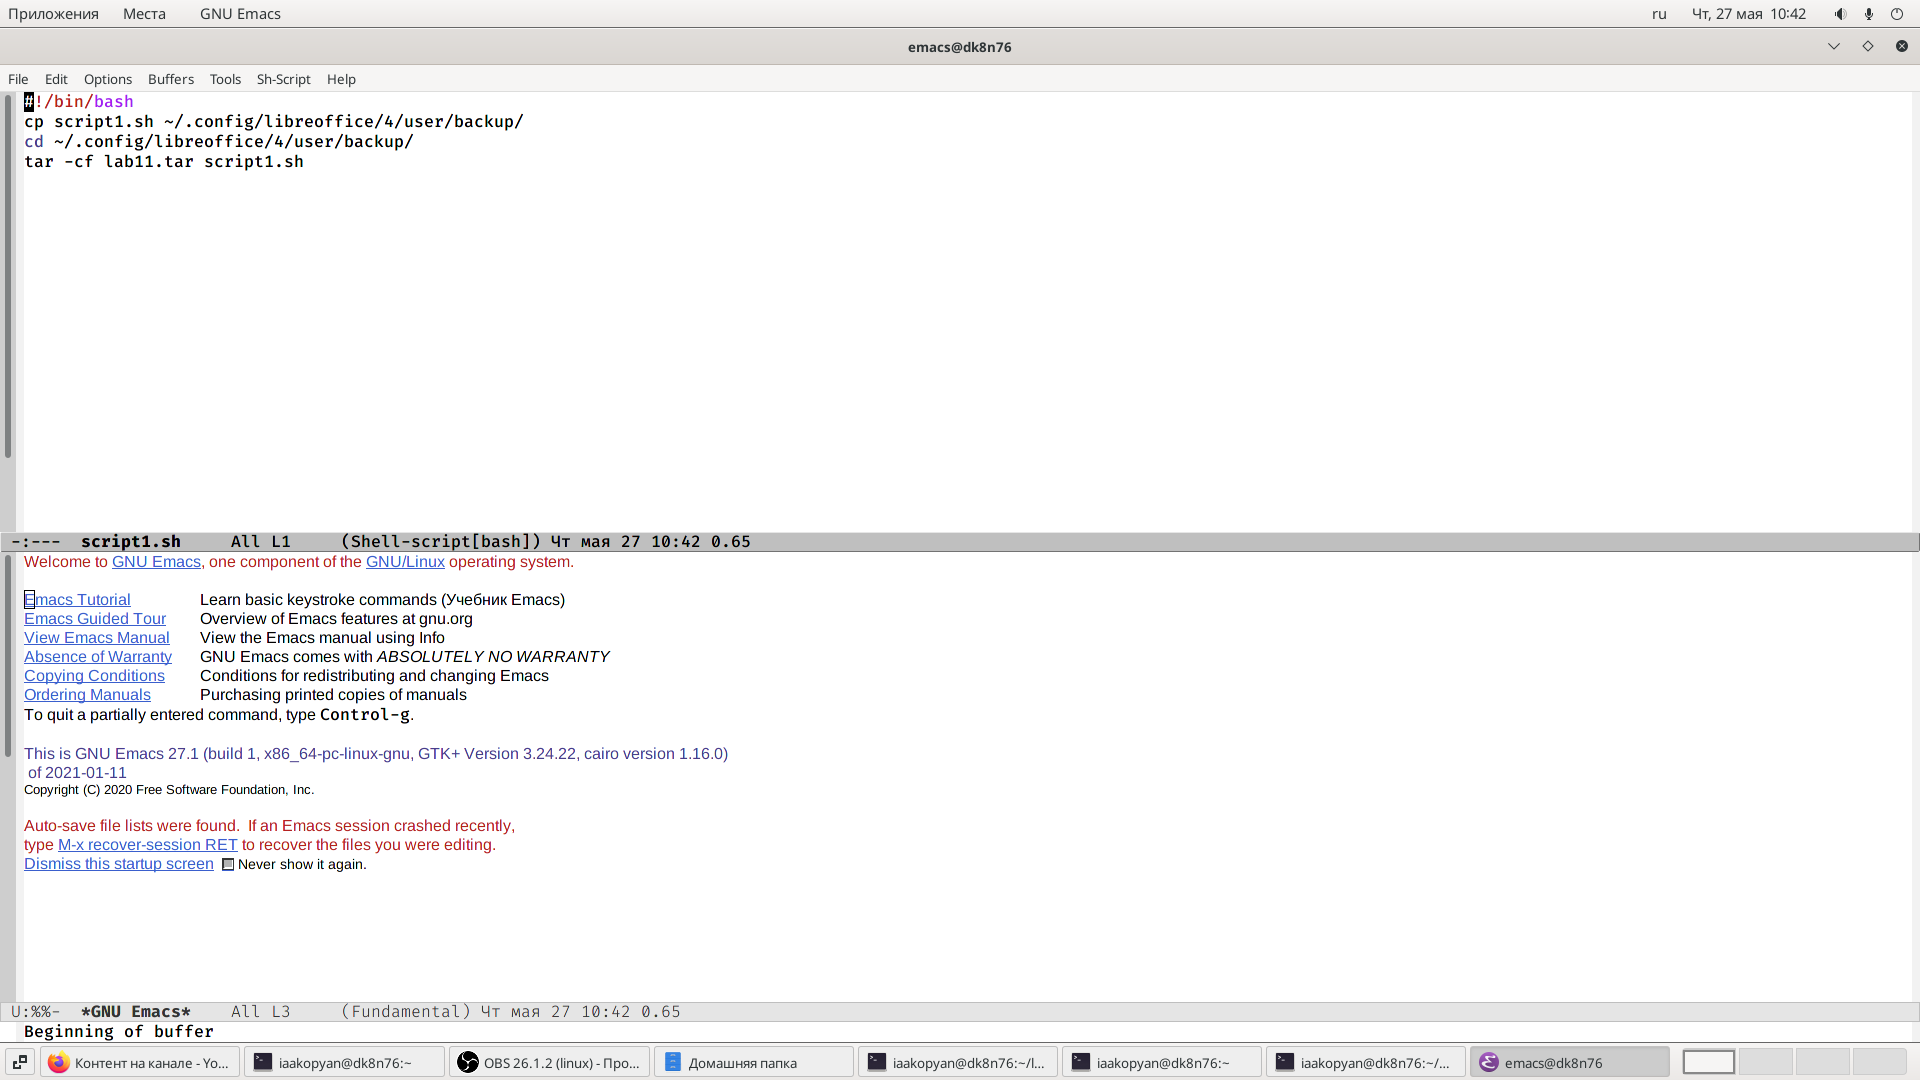 Приложения Места GNU Emacs ru Чт, 27 мая 10:42
emacs@dk8n76
File Edit Options Buffers Tools Sh-Script Help
#!/bin/bash
cp script1.sh ~/.config/libreoffice/4/user/backup/
cd ~/.config/libreoffice/4/user/backup/
tar -cf lab11.tar script1.sh
-:--- script1.sh All L1 (Shell-script[bash]) Чт мая 27 10:42 0.65
Welcome to GNU Emacs, one component of the GNU/Linux operating system.
Emacs Tutorial Learn basic keystroke commands (Учебник Emacs)
Emacs Guided Tour Overview of Emacs features at gnu.org
View Emacs Manual View the Emacs manual using Info
Absence of Warranty GNU Emacs comes with ABSOLUTELY NO WARRANTY
Copying Conditions Conditions for redistributing and changing Emacs
Ordering Manuals Purchasing printed copies of manuals
To quit a partially entered command, type Control-g.
This is GNU Emacs 27.1 (build 1, x86_64-pc-linux-gnu, GTK+ Version 3.24.22, cairo version 1.16.0)
of 2021-01-11
Copyright (C) 2020 Free Software Foundation, Inc.
Auto-save file lists were found. If an Emacs session crashed recently,
type M-x recover-session RET to recover the files you were editing.
Dismiss this startup screen Never show it again.
U:%%- *GNU Emacs* All L3 (Fundamental) Чт мая 27 10:42 0.65
Beginning of buffer
Контент на канале - Yo... iaakopyan@dk8n76:~ OBS 26.1.2 (linux) - Про... Домашняя папка iaakopyan@dk8n76:~/l... iaakopyan@dk8n76:~ iaakopyan@dk8n76:~/... emacs@dk8n76